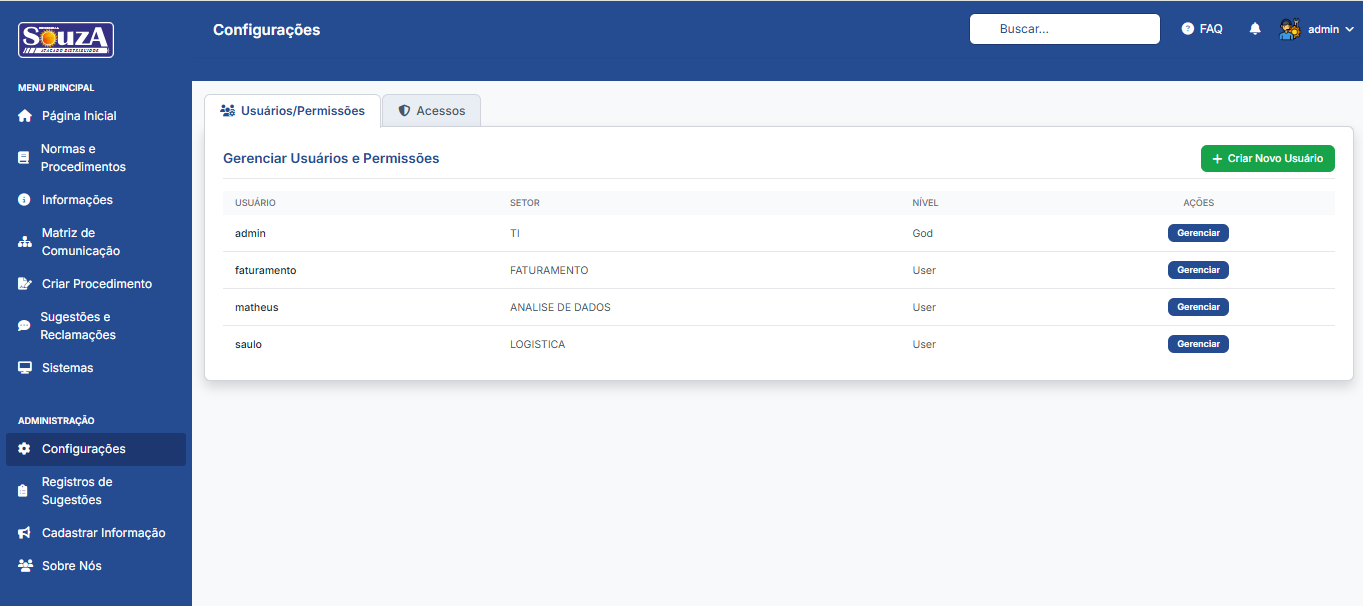 SouzA
ATACADO DISTRIBUIDOR
Configurações
Buscar...
FAQ
admin
MENU PRINCIPAL
Página Inicial
Normas e
Procedimentos
Informações
Matriz de
Comunicação
Criar Procedimento
Sugestões e
Reclamações
Sistemas
ADMINISTRAÇÃO
Configurações
Registros de
Sugestões
Cadastrar Informação
Sobre Nós
Usuários/Permissões
Acessos
Gerenciar Usuários e Permissões
+ Criar Novo Usuário
USUÁRIO SETOR NÍVEL AÇÕES
admin TI God Gerenciar
faturamento FATURAMENTO User Gerenciar
matheus ANALISE DE DADOS User Gerenciar
saulo LOGISTICA User Gerenciar